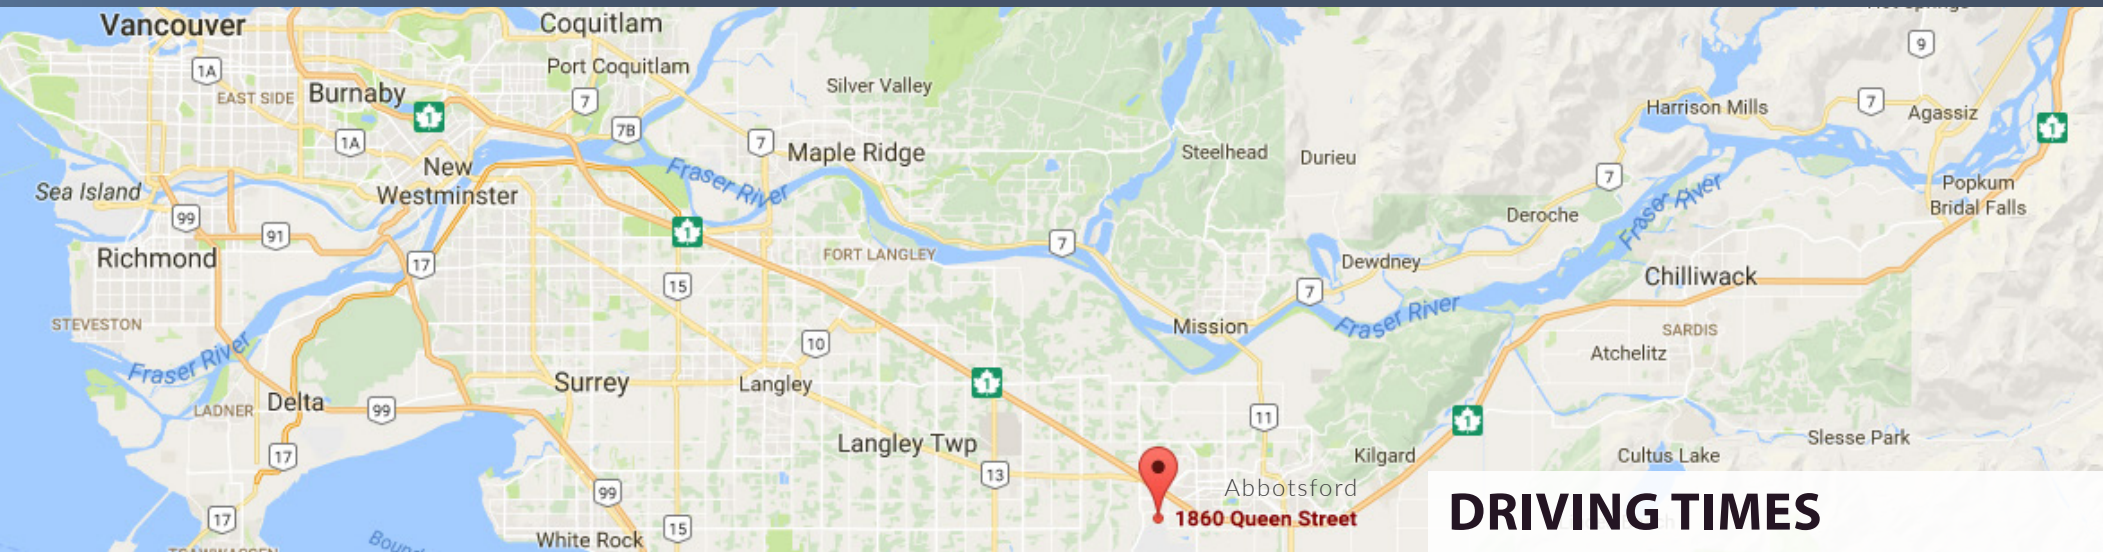 Vancouver
Coquitlam
Port Coquitlam
1A
EAST SIDE
Burnaby
1
7
7B
Silver Valley
9
Harrison Mills
7
Agassiz
1
1A
7
Maple Ridge
Steelhead
Durieu
New
Westminster
Fraser River
Sea Island
7
Popkum
Bridal Falls
99
91
1
Deroche
Fraser River
Richmond
17
FORT LANGLEY
7
Dewdney
Chilliwack
15
7
STEVESTON
Mission
Fraser River
SARDIS
Fraser River
10
Atchelitz
Surrey
Langley
1
LADNER
Delta
99
11
1
Langley Twp
Slesse Park
17
13
Kilgard
Cultus Lake
99
Abbotsford
17
15
1860 Queen Street
DRIVING TIMES
White Rock